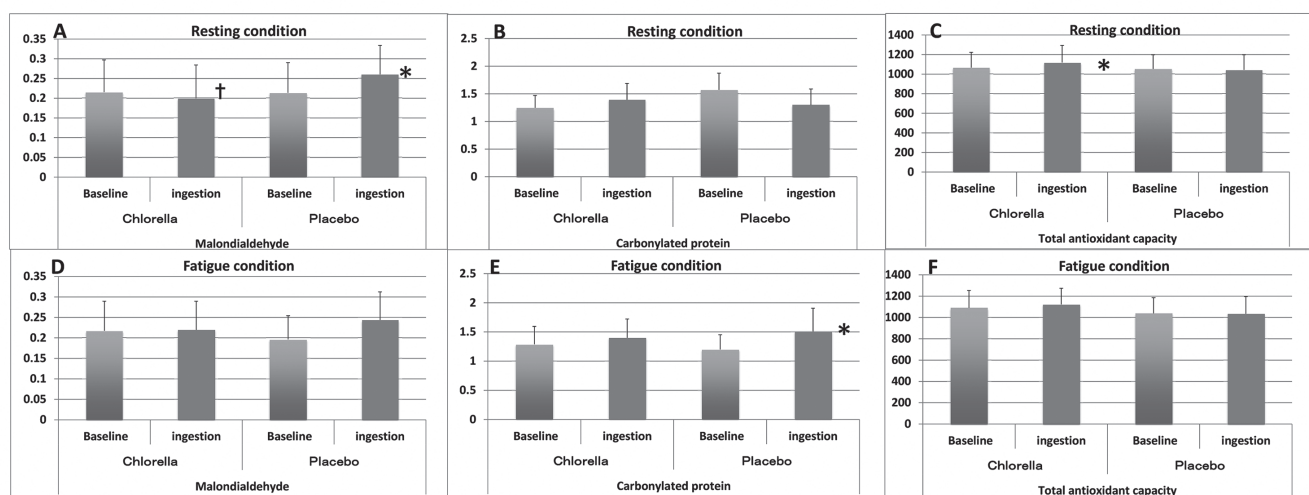 A
Resting condition
0.35
0.3
0.25
0.2
0.15
0.1
0.05
0
†
*
Baseline ingestion Baseline ingestion
Chlorella Placebo
Malondialdehyde
B
Resting condition
2.5
2
1.5
1
0.5
0
Baseline ingestion Baseline ingestion
Chlorella Placebo
Carbonylated protein
C
Resting condition
1400
1200
1000
800
600
400
200
0
*
Baseline ingestion Baseline ingestion
Chlorella Placebo
Total antioxidant capacity
D
Fatigue condition
0.35
0.3
0.25
0.2
0.15
0.1
0.05
0
Baseline ingestion Baseline ingestion
Chlorella Placebo
Malondialdehyde
E
Fatigue condition
2.5
2
1.5
1
0.5
0
*
Baseline ingestion Baseline ingestion
Chlorella Placebo
Carbonylated protein
F
Fatigue condition
1400
1200
1000
800
600
400
200
0
Baseline ingestion Baseline ingestion
Chlorella Placebo
Total antioxidant capacity